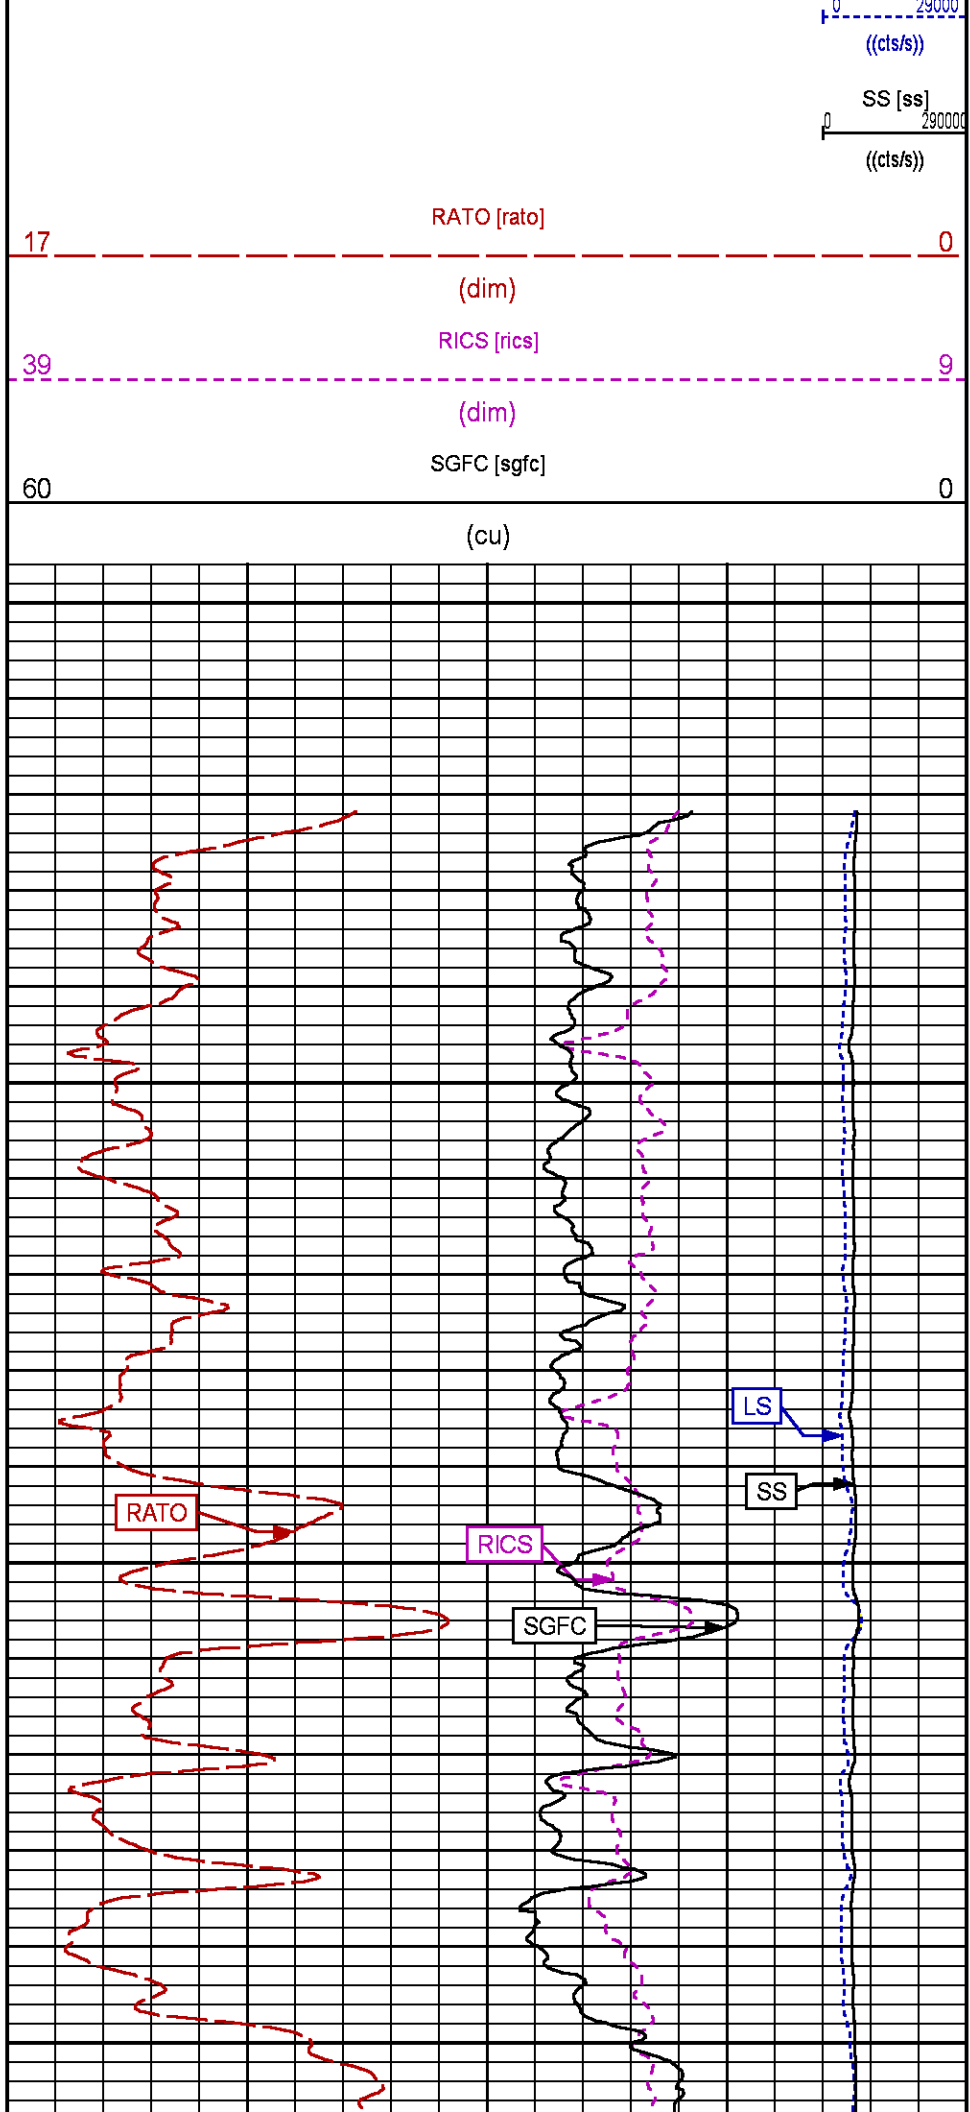 0 29000
((cts/s))
SS [ss]
0 290000
((cts/s))
RATO [rato]
17 0
(dim)
RICS [rics]
39 9
(dim)
SGFC [sgfc]
60 0
(cu)
LS
SS
RATO
RICS
SGFC